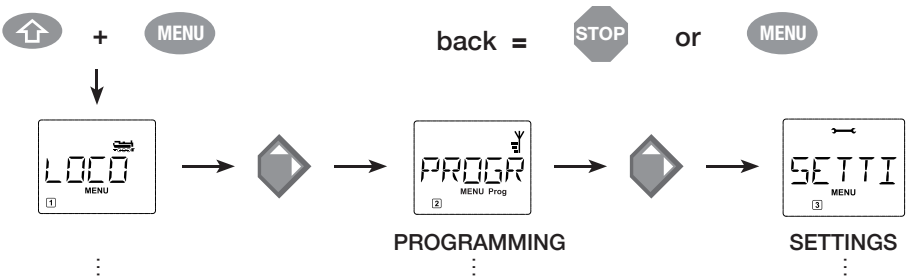 + MENU
back = STOP or MENU
LOCO
MENU
1
PROGR
MENU Prog
2
SETTI
MENU
3
PROGRAMMING
SETTINGS